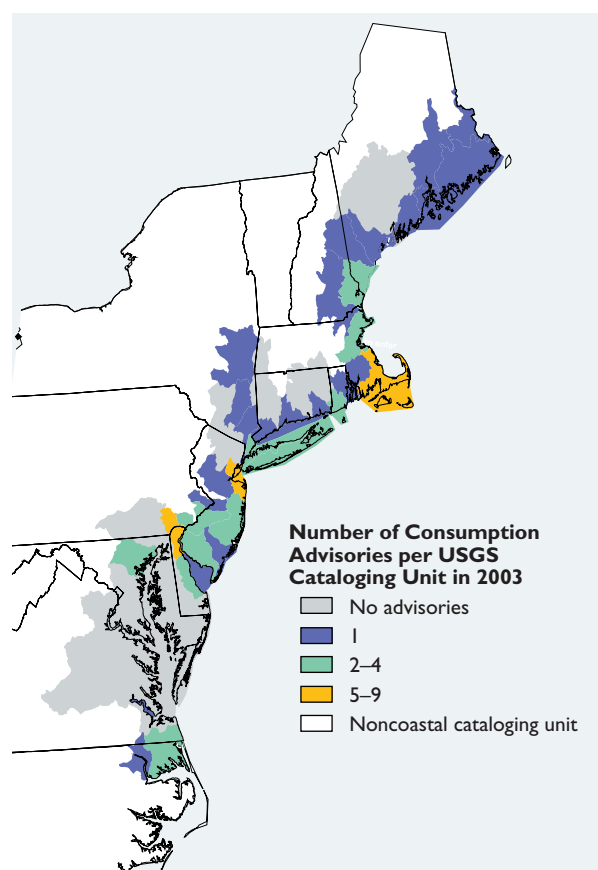 Number of Consumption
Advisories per USGS
Cataloging Unit in 2003
No advisories
1
2–4
5–9
Noncoastal cataloging unit